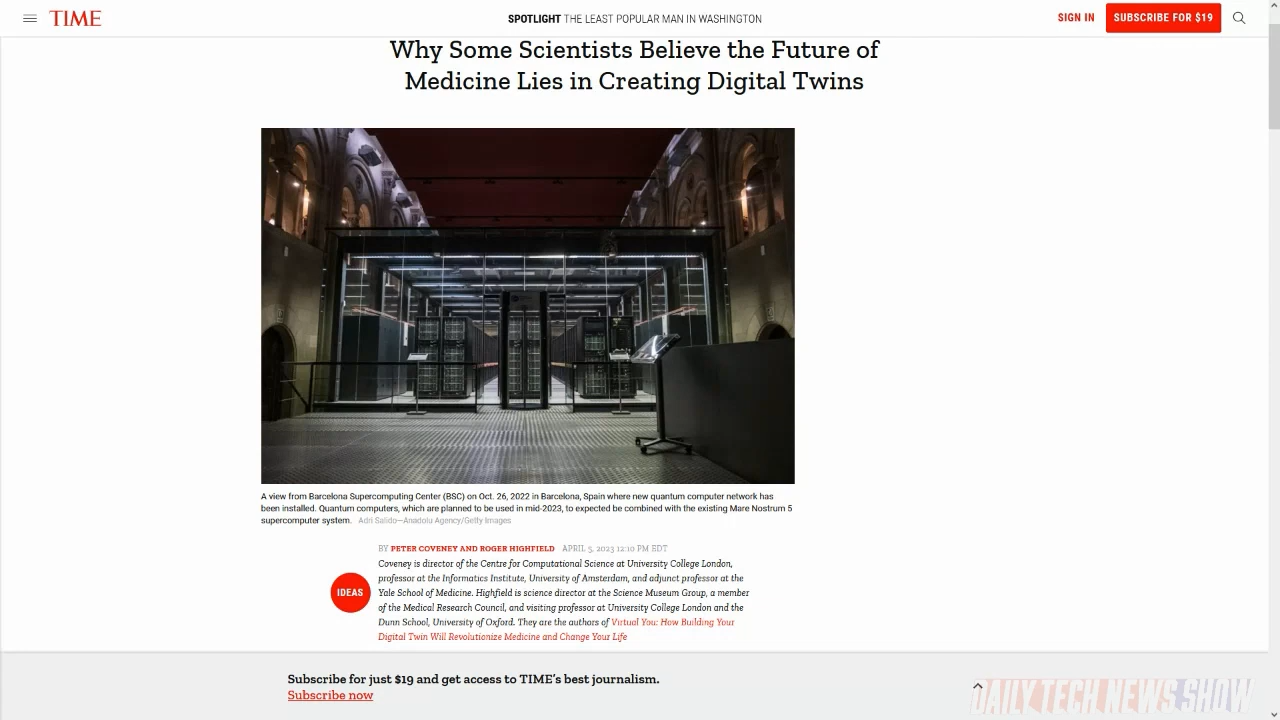 TIME
SPOTLIGHT THE LEAST POPULAR MAN IN WASHINGTON
SIGN IN
SUBSCRIBE FOR $19
Why Some Scientists Believe the Future of
Medicine Lies in Creating Digital Twins
A view from Barcelona Supercomputing Center (BSC) on Oct. 26, 2022 in Barcelona, Spain where new quantum computer network has
been installed. Quantum computers, which are planned to be used in mid-2023, to expected be combined with the existing Mare Nostrum 5
supercomputer system. Adri Salido—Anadolu Agency/Getty Images
BY PETER COVENEY AND ROGER HIGHFIELD APRIL 5, 2023 12:10 PM EDT
IDEAS
Coveney is director of the Centre for Computational Science at University College London,
professor at the Informatics Institute, University of Amsterdam, and adjunct professor at the
Yale School of Medicine. Highfield is science director at the Science Museum Group, a member
of the Medical Research Council, and visiting professor at University College London and the
Dunn School, University of Oxford. They are the authors of Virtual You: How Building Your
Digital Twin Will Revolutionize Medicine and Change Your Life
Subscribe for just $19 and get access to TIME's best journalism.
Subscribe now
DAILY TECH NEWS SHOW